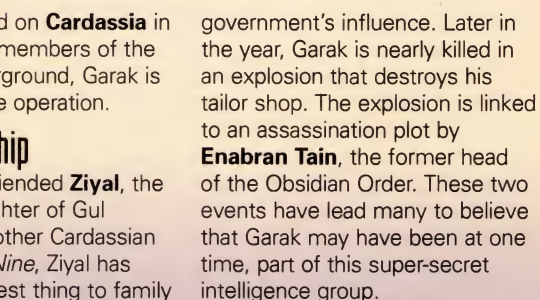 d on Cardassia in
members of the
rground, Garak is
e operation.
hip
iended Ziyal, the
hter of Gul
other Cardassian
Nine, Ziyal has
est thing to family
government's influence. Later in
the year, Garak is nearly killed in
an explosion that destroys his
tailor shop. The explosion is linked
to an assassination plot by
Enabran Tain, the former head
of the Obsidian Order. These two
events have lead many to believe
that Garak may have been at one
time, part of this super-secret
intelligence group.